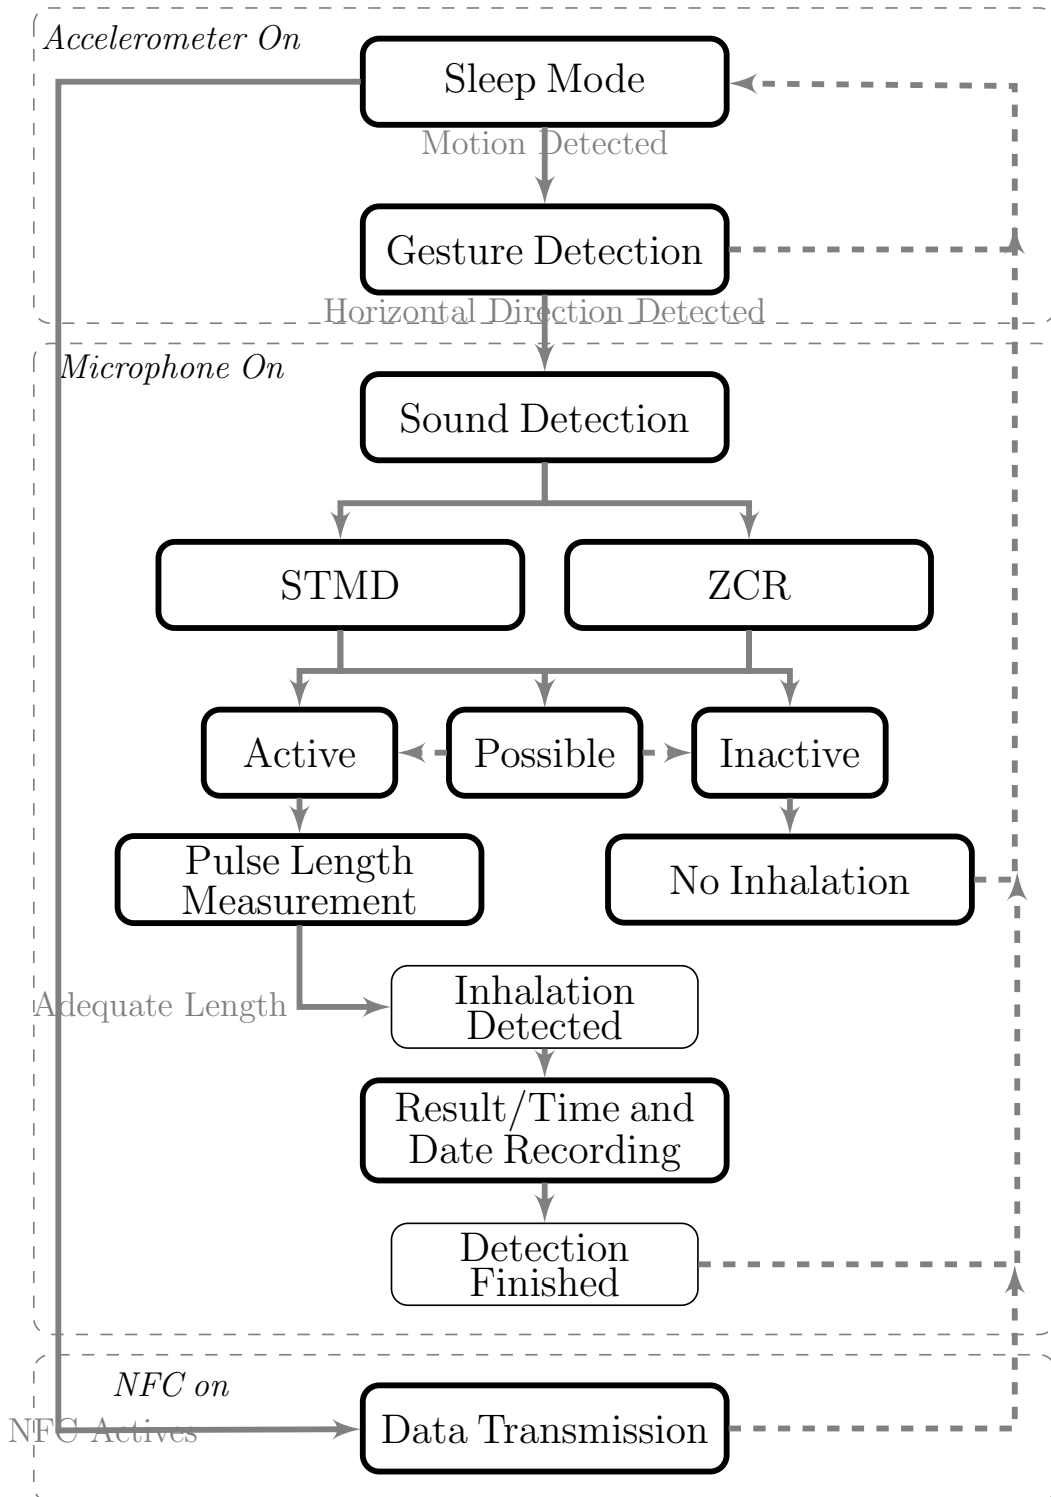 Accelerometer On
Sleep Mode
Motion Detected
Gesture Detection
Horizontal Direction Detected
Microphone On
Sound Detection
STMD
ZCR
Active
Possible
Inactive
Pulse Length
Measurement
No Inhalation
Adequate Length
Inhalation
Detected
Result/Time and
Date Recording
Detection
Finished
NFC on
NFC Actives
Data Transmission